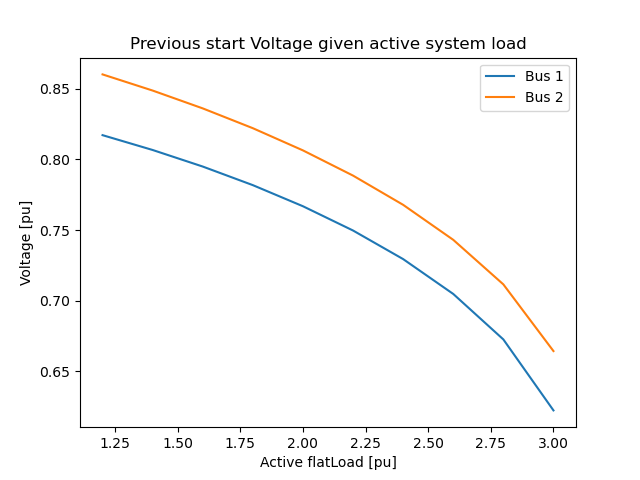 Previous start Voltage given active system load
Bus 1
Bus 2
0.85
0.80
0.75
0.70
0.65
Voltage [pu]
1.25 1.50 1.75 2.00 2.25 2.50 2.75 3.00
Active flatLoad [pu]